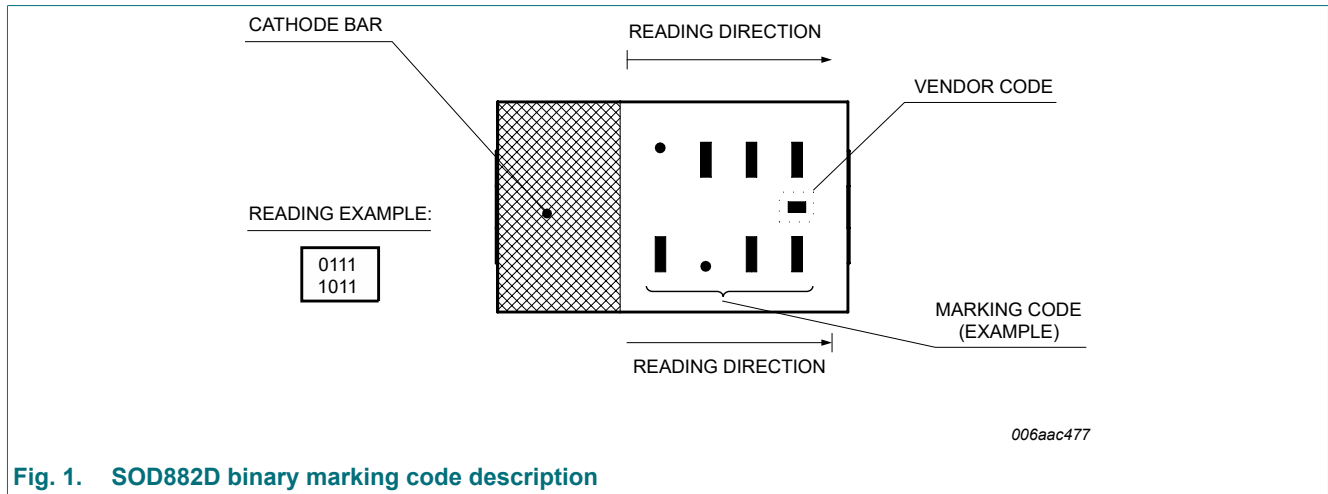 CATHODE BAR
READING DIRECTION
VENDOR CODE
READING EXAMPLE:
0111
1011
MARKING CODE
(EXAMPLE)
READING DIRECTION
006aac477
Fig. 1. SOD882D binary marking code description